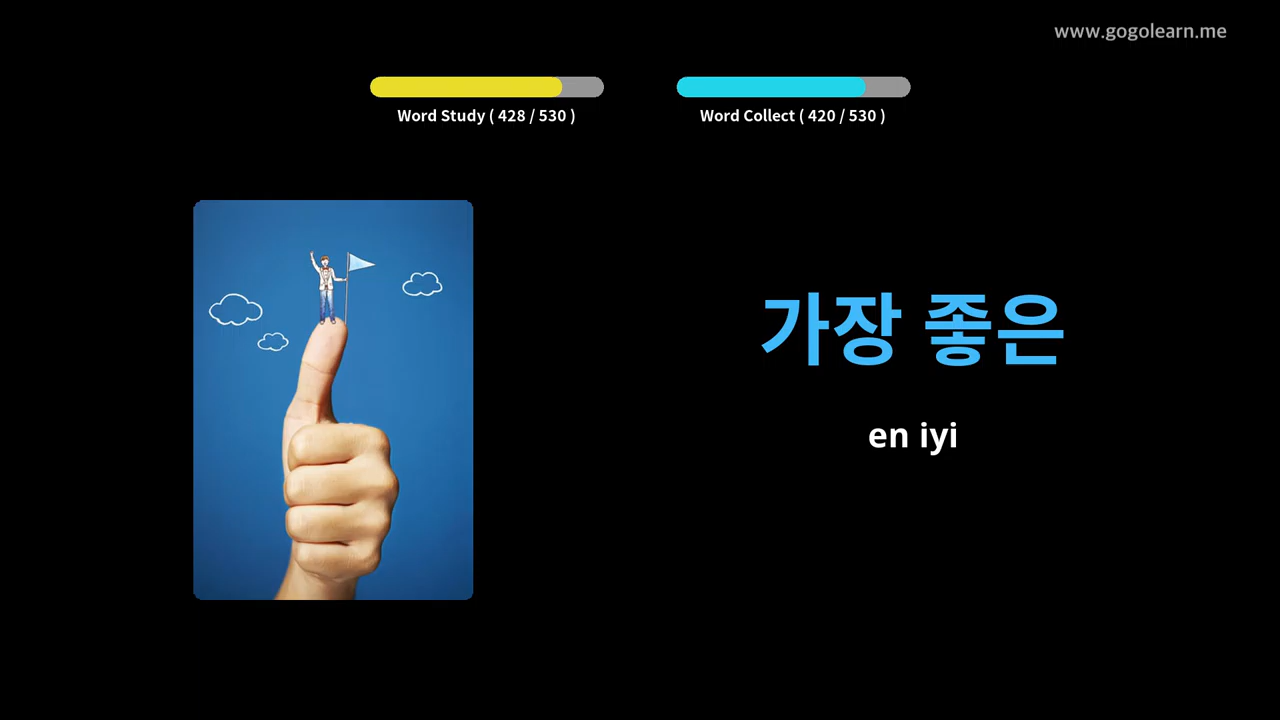 www.gogolearn.me
Word Study ( 428 / 530 )
Word Collect ( 420 / 530 )
가장 좋은
en iyi